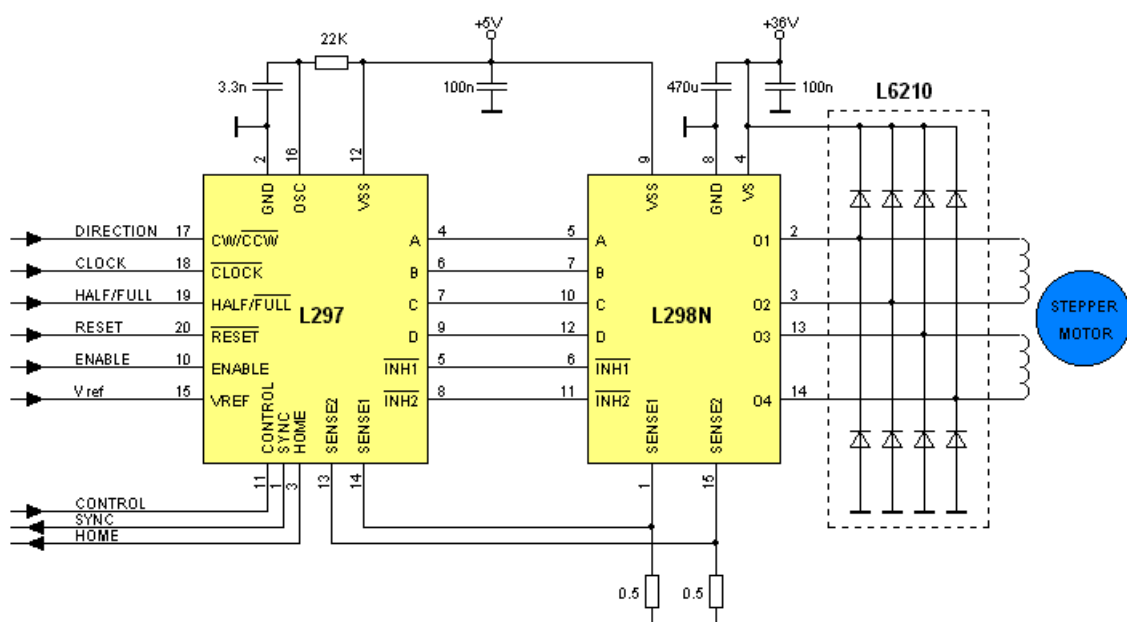 +5V
+36V
22K
3.3n
100n
470u
100n
L6210
2
16
12
9
8
4
GND
OSC
VSS
VSS
GND
VS
DIRECTION 17 CW/CCW
A 4 5 A
O1 2
CLOCK 18 CLOCK
B 6 7 B
HALF/FULL 19 HALF/FULL
C 7 10 C
O2 3
L297
L298N
STEPPER
MOTOR
RESET 20 RESET
D 9 12 D
O3 13
ENABLE 10 ENABLE
INH1 5 6 INH1
Vref 15 VREF
INH2 8 11 INH2
O4 14
CONTROL
SYNC
HOME
SENSE2
SENSE1
SENSE1
SENSE2
11
1
3
13
14
1
15
CONTROL
SYNC
HOME
0.5
0.5